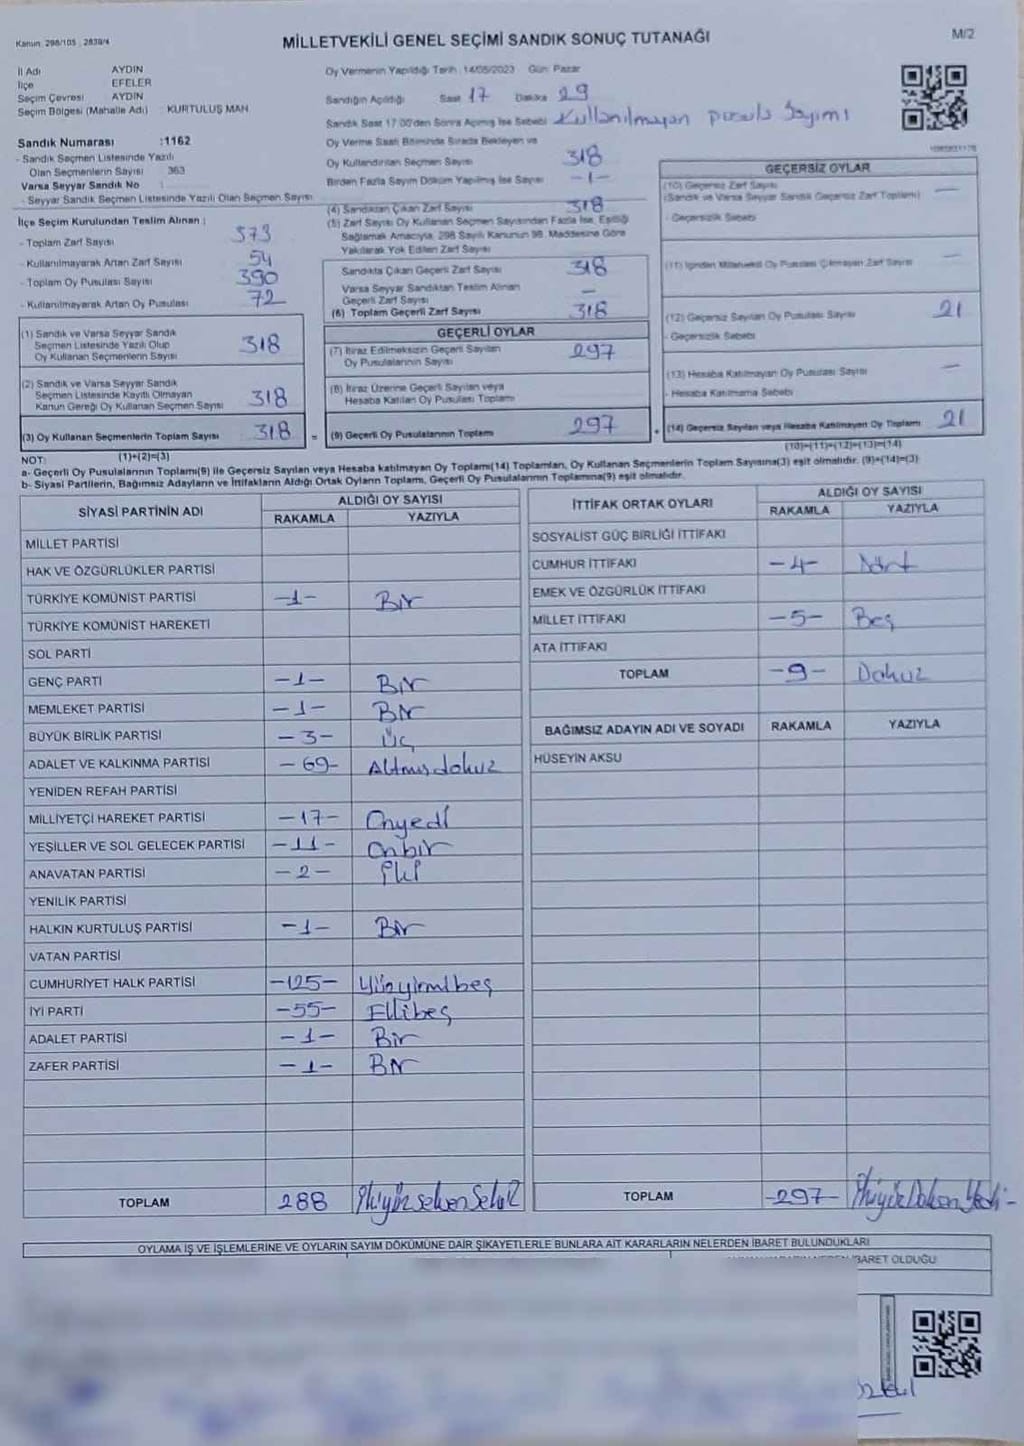 Kanun: 298/105 ; 2839/4
MİLLETVEKİLİ GENEL SEÇİMİ SANDIK SONUÇ TUTANAĞI
M/2
İl Adı AYDIN
İlçe EFELER
Seçim Çevresi AYDIN
Seçim Bölgesi (Mahalle Adı) : KURTULUŞ MAH.
Sandık Numarası :1162
- Sandık Seçmen Listesinde Yazılı
Olan Seçmenlerin Sayısı 363
Varsa Seyyar Sandık No
- Seyyar Sandık Seçmen Listesinde Yazılı Olan Seçmen Sayısı
İlçe Seçim Kurulundan Teslim Alınan ;
- Toplam Zarf Sayısı 373
- Kullanılmayarak Artan Zarf Sayısı 54
- Toplam Oy Pusulası Sayısı 390
- Kullanılmayarak Artan Oy Pusulası 72
(1) Sandık ve Varsa Seyyar Sandık
Seçmen Listesinde Yazılı Olup
Oy Kullanan Seçmenlerin Sayısı 318
(2) Sandık ve Varsa Seyyar Sandık
Seçmen Listesinde Kayıtlı Olmayan
Kanun Gereği Oy Kullanan Seçmen Sayısı 318
(3) Oy Kullanan Seçmenlerin Toplam Sayısı 318
Oy Vermenin Yapıldığı Tarih :14/05/2023 Gün: Pazar
Sandığın Açıldığı Saat 17 Dakika 29
Sandık Saat 17:00'den Sonra Açılmış İse Sebebi Kullanılmayan pusula Sayımı
Oy Verme Saati Bitiminde Sırada Bekleyen ve
Oy Kullandırılan Seçmen Sayısı 318
Birden Fazla Sayım Döküm Yapılmış İse Sayısı -1-
(4) Sandıktan Çıkan Zarf Sayısı 318
(5) Zarf Sayısı Oy Kullanan Seçmen Sayısından Fazla İse, Eşitliği
Sağlamak Amacıyla, 298 Sayılı Kanunun 98. Maddesine Göre
Yakılarak Yok Edilen Zarf Sayısı
Sandıkta Çıkan Geçerli Zarf Sayısı 318
Varsa Seyyar Sandıktan Teslim Alınan
Geçerli Zarf Sayısı -
(6) Toplam Geçerli Zarf Sayısı 318
GEÇERLİ OYLAR
(7) İtiraz Edilmeksizin Geçerli Sayılan
Oy Pusulalarının Sayısı 297
(8) İtiraz Üzerine Geçerli Sayılan veya
Hesaba Katılan Oy Pusulası Toplamı
= (9) Geçerli Oy Pusulalarının Toplamı 297
GEÇERSİZ OYLAR
(10) Geçersiz Zarf Sayısı
(Sandık ve Varsa Seyyar Sandık Geçersiz Zarf Toplamı) -
- Geçersizlik Sebebi
(11) İçinden Milletvekili Oy Pusulası Çıkmayan Zarf Sayısı -
(12) Geçersiz Sayılan Oy Pusulası Sayısı 21
- Geçersizlik Sebebi
(13) Hesaba Katılmayan Oy Pusulası Sayısı -
- Hesaba Katılmama Sebebi
+ (14) Geçersiz Sayılan veya Hesaba Katılmayan Oy Toplamı 21
NOT: (1)+(2)=(3)
(10)+(11)+(12)+(13)=(14)
a- Geçerli Oy Pusulalarının Toplamı(9) ile Geçersiz Sayılan veya Hesaba katılmayan Oy Toplamı(14) Toplamları, Oy Kullanan Seçmenlerin Toplam Sayısına(3) eşit olmalıdır. (9)+(14)=(3)
b- Siyasi Partilerin, Bağımsız Adayların ve İttifakların Aldığı Ortak Oyların Toplamı, Geçerli Oy Pusulalarının Toplamına(9) eşit olmalıdır.
SİYASİ PARTİNİN ADI ALDIĞI OY SAYISI
RAKAMLA YAZIYLA
MİLLET PARTİSİ
HAK VE ÖZGÜRLÜKLER PARTİSİ
TÜRKİYE KOMÜNİST PARTİSİ -1- Bir
TÜRKİYE KOMÜNİST HAREKETİ
SOL PARTİ
GENÇ PARTİ -1- Bir
MEMLEKET PARTİSİ -1- Bir
BÜYÜK BİRLİK PARTİSİ -3- Üç
ADALET VE KALKINMA PARTİSİ -69- Altmışdokuz
YENİDEN REFAH PARTİSİ
MİLLİYETÇİ HAREKET PARTİSİ -17- Onyedi
YEŞİLLER VE SOL GELECEK PARTİSİ -11- Onbir
ANAVATAN PARTİSİ -2- İki
YENİLİK PARTİSİ
HALKIN KURTULUŞ PARTİSİ -1- Bir
VATAN PARTİSİ
CUMHURİYET HALK PARTİSİ -125- Yüzyirmibeş
İYİ PARTİ -55- Ellibeş
ADALET PARTİSİ -1- Bir
ZAFER PARTİSİ -1- Bir
TOPLAM 288 İkiyüzseksenSekiz
İTTİFAK ORTAK OYLARI ALDIĞI OY SAYISI
RAKAMLA YAZIYLA
SOSYALİST GÜÇ BİRLİĞİ İTTİFAKI
CUMHUR İTTİFAKI -4- Dört
EMEK VE ÖZGÜRLÜK İTTİFAKI
MİLLET İTTİFAKI -5- Beş
ATA İTTİFAKI
TOPLAM -9- Dokuz
BAĞIMSIZ ADAYIN ADI VE SOYADI RAKAMLA YAZIYLA
HÜSEYİN AKSU
TOPLAM -297- İkiyüzDoksanYedi-
OYLAMA İŞ VE İŞLEMLERİNE VE OYLARIN SAYIM DÖKÜMÜNE DAİR ŞİKAYETLERLE BUNLARA AİT KARARLARIN NELERDEN İBARET BULUNDUKLARI
İBARET OLDUĞU